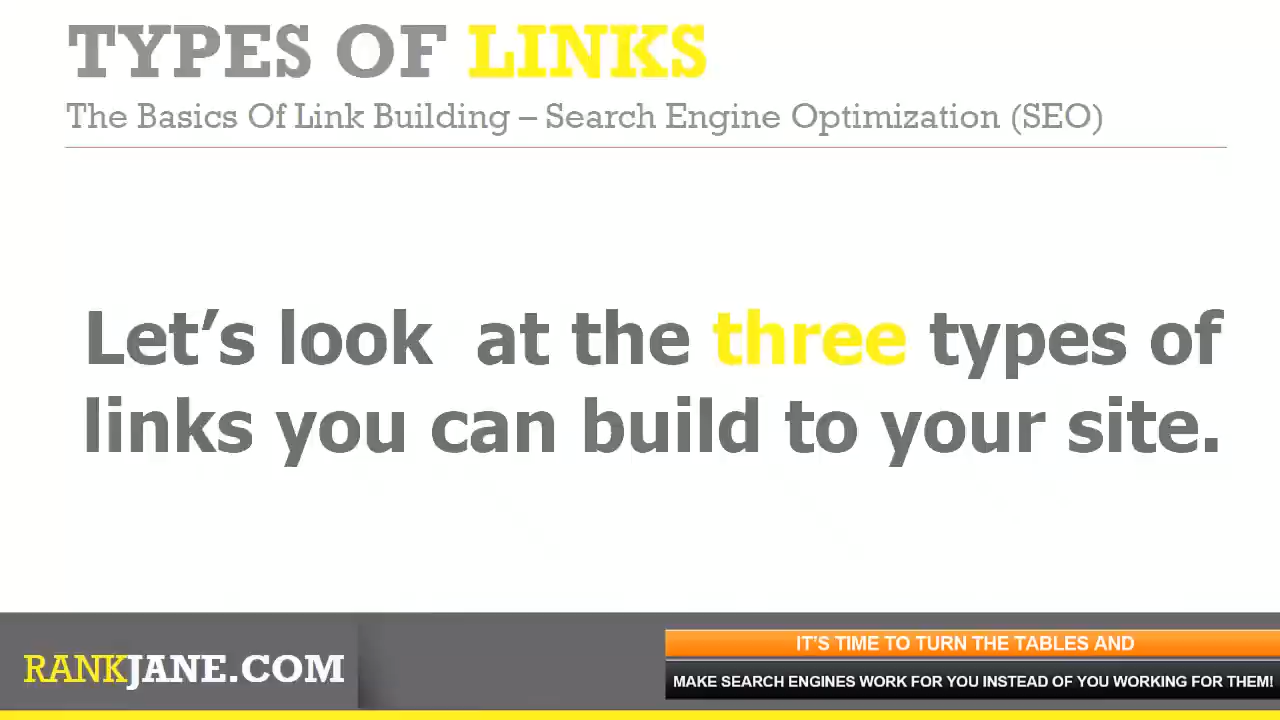 TYPES OF LINKS
The Basics Of Link Building – Search Engine Optimization (SEO)
Let’s look at the three types of
links you can build to your site.
RANKJANE.COM
IT’S TIME TO TURN THE TABLES AND
MAKE SEARCH ENGINES WORK FOR YOU INSTEAD OF YOU WORKING FOR THEM!